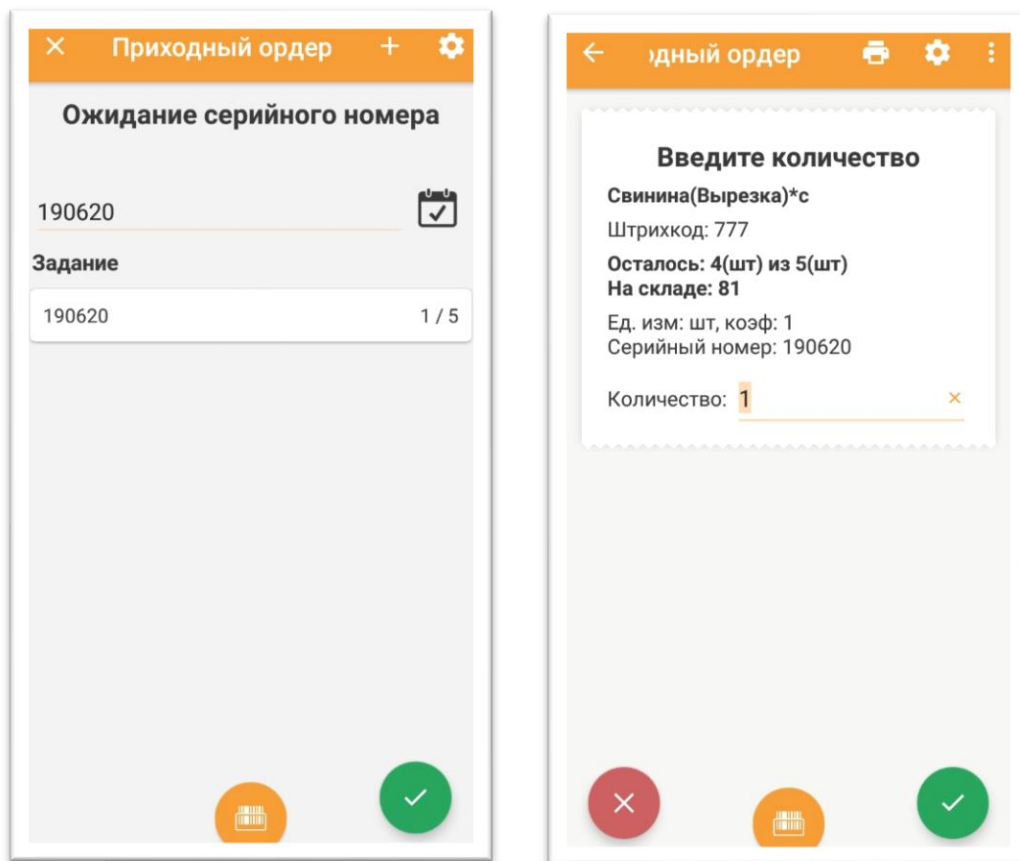 Приходный ордер
Ожидание серийного номера
190620
Задание
190620 1 / 5
одный ордер
Введите количество
Свинина(Вырезка)*с
Штрихкод: 777
Осталось: 4(шт) из 5(шт)
На складе: 81
Ед. изм: шт, коэф: 1
Серийный номер: 190620
Количество: 1